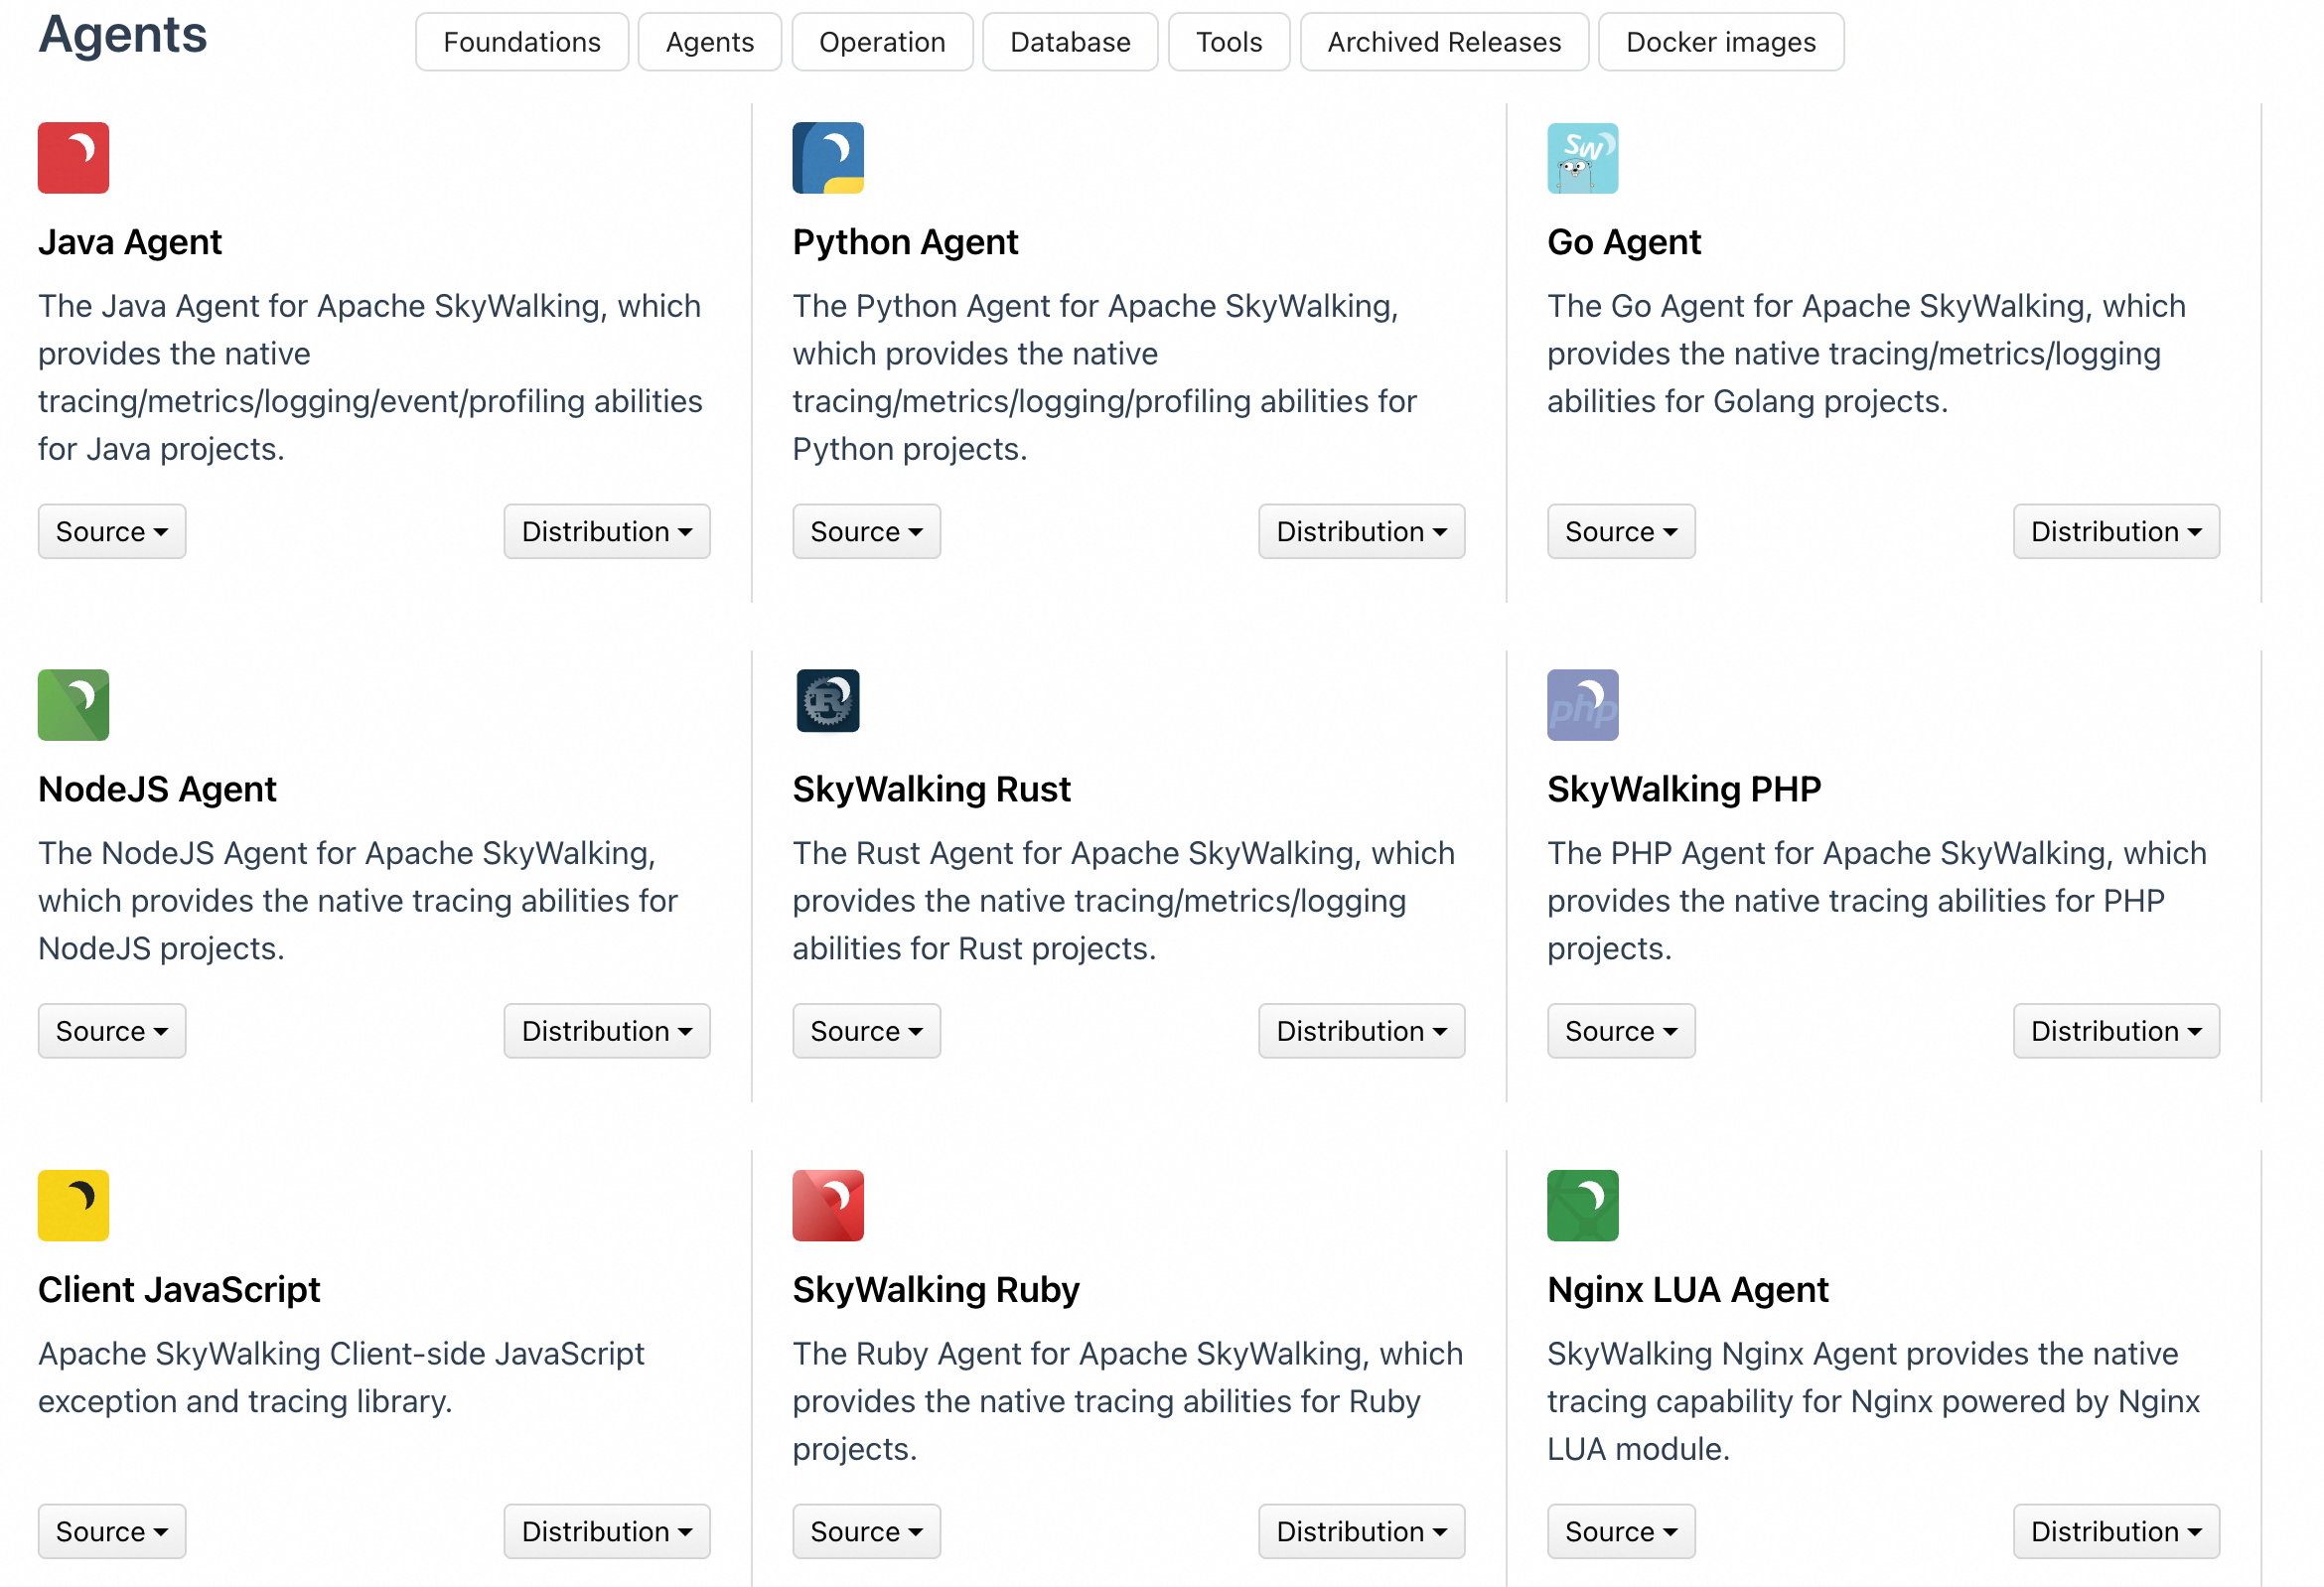 Agents
Foundations
Agents
Operation
Database
Tools
Archived Releases
Docker images
Java Agent
The Java Agent for Apache SkyWalking, which
provides the native
tracing/metrics/logging/event/profiling abilities
for Java projects.
Source
Distribution
Python Agent
The Python Agent for Apache SkyWalking,
which provides the native
tracing/metrics/logging/profiling abilities for
Python projects.
Source
Distribution
SW
Go Agent
The Go Agent for Apache SkyWalking, which
provides the native tracing/metrics/logging
abilities for Golang projects.
Source
Distribution
NodeJS Agent
The NodeJS Agent for Apache SkyWalking,
which provides the native tracing abilities for
NodeJS projects.
Source
Distribution
R
SkyWalking Rust
The Rust Agent for Apache SkyWalking, which
provides the native tracing/metrics/logging
abilities for Rust projects.
Source
Distribution
php
SkyWalking PHP
The PHP Agent for Apache SkyWalking, which
provides the native tracing abilities for PHP
projects.
Source
Distribution
Client JavaScript
Apache SkyWalking Client-side JavaScript
exception and tracing library.
Source
Distribution
SkyWalking Ruby
The Ruby Agent for Apache SkyWalking, which
provides the native tracing abilities for Ruby
projects.
Source
Distribution
Nginx LUA Agent
SkyWalking Nginx Agent provides the native
tracing capability for Nginx powered by Nginx
LUA module.
Source
Distribution